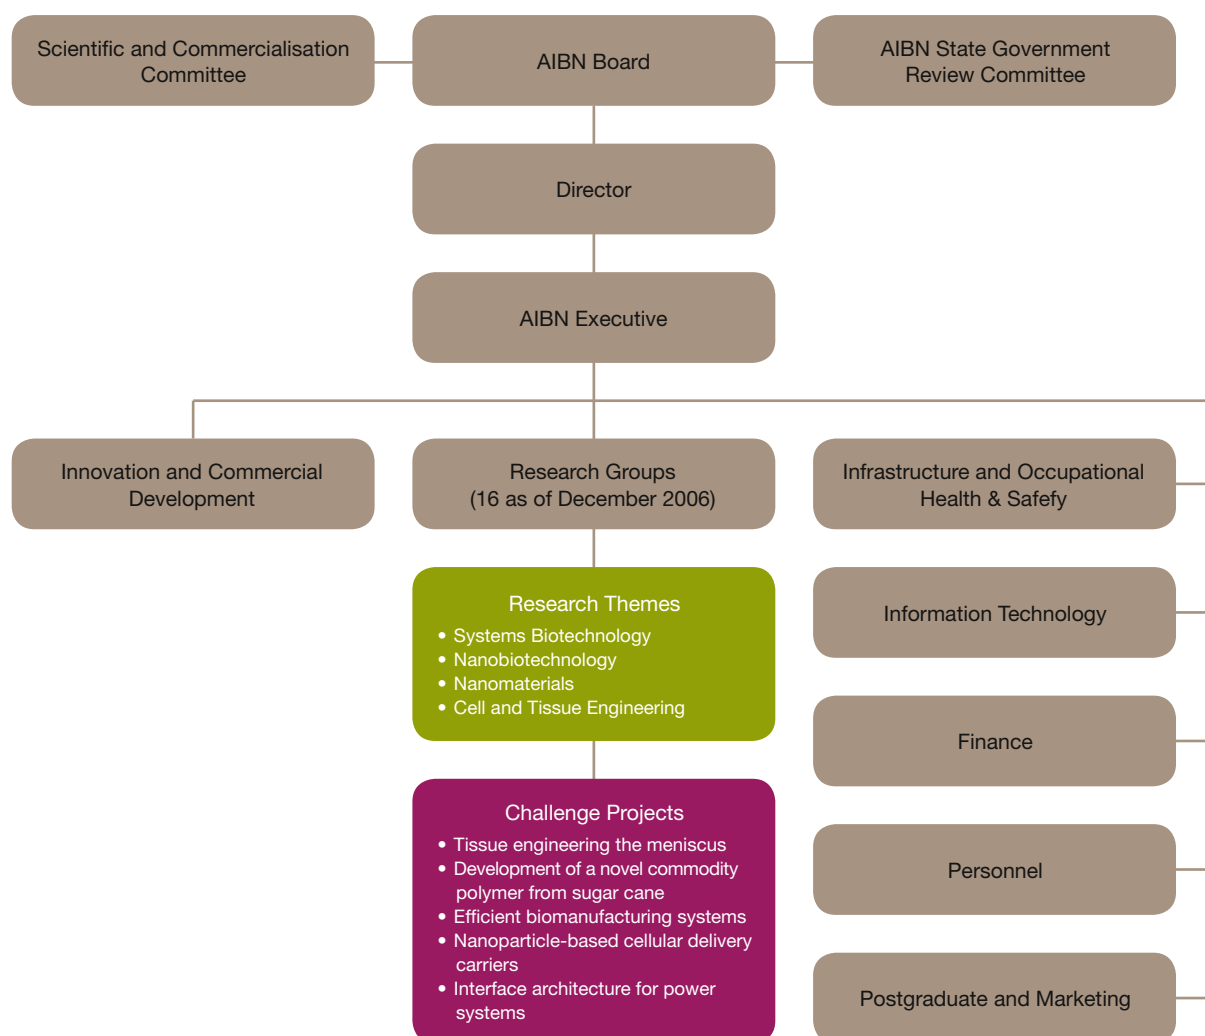 Scientific and Commercialisation
Committee
AIBN Board
AIBN State Government
Review Committee
Director
AIBN Executive
Innovation and Commercial
Development
Research Groups
(16 as of December 2006)
Infrastructure and Occupational
Health & Safefy
Research Themes
• Systems Biotechnology
• Nanobiotechnology
• Nanomaterials
• Cell and Tissue Engineering
Information Technology
Finance
Challenge Projects
• Tissue engineering the meniscus
• Development of a novel commodity
polymer from sugar cane
• Efficient biomanufacturing systems
• Nanoparticle-based cellular delivery
carriers
• Interface architecture for power
systems
Personnel
Postgraduate and Marketing